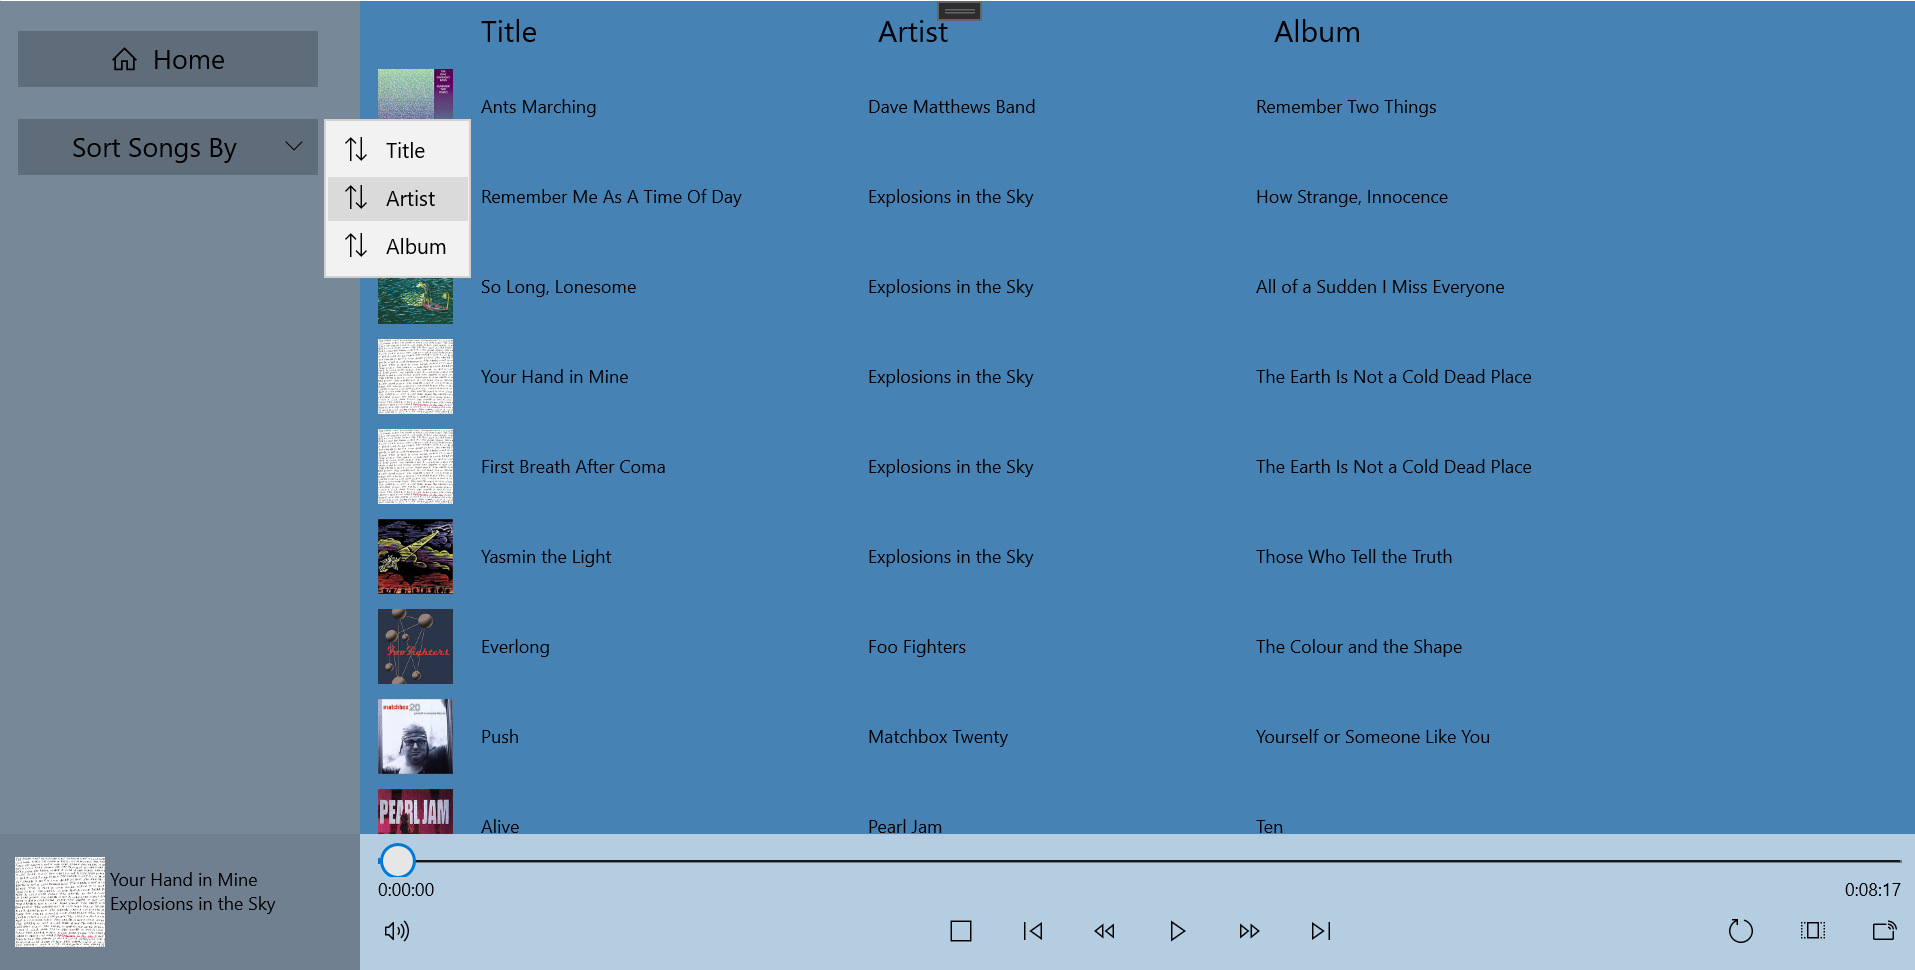 Home
Sort Songs By
Title
Artist
Album
Title Artist Album
Ants Marching Dave Matthews Band Remember Two Things
Remember Me As A Time Of Day Explosions in the Sky How Strange, Innocence
So Long, Lonesome Explosions in the Sky All of a Sudden I Miss Everyone
Your Hand in Mine Explosions in the Sky The Earth Is Not a Cold Dead Place
First Breath After Coma Explosions in the Sky The Earth Is Not a Cold Dead Place
Yasmin the Light Explosions in the Sky Those Who Tell the Truth
Foo Fighters
Everlong Foo Fighters The Colour and the Shape
matchbox 20
Push Matchbox Twenty Yourself or Someone Like You
PEARL JAM
Alive Pearl Jam Ten
Your Hand in Mine
Explosions in the Sky
0:00:00 0:08:17